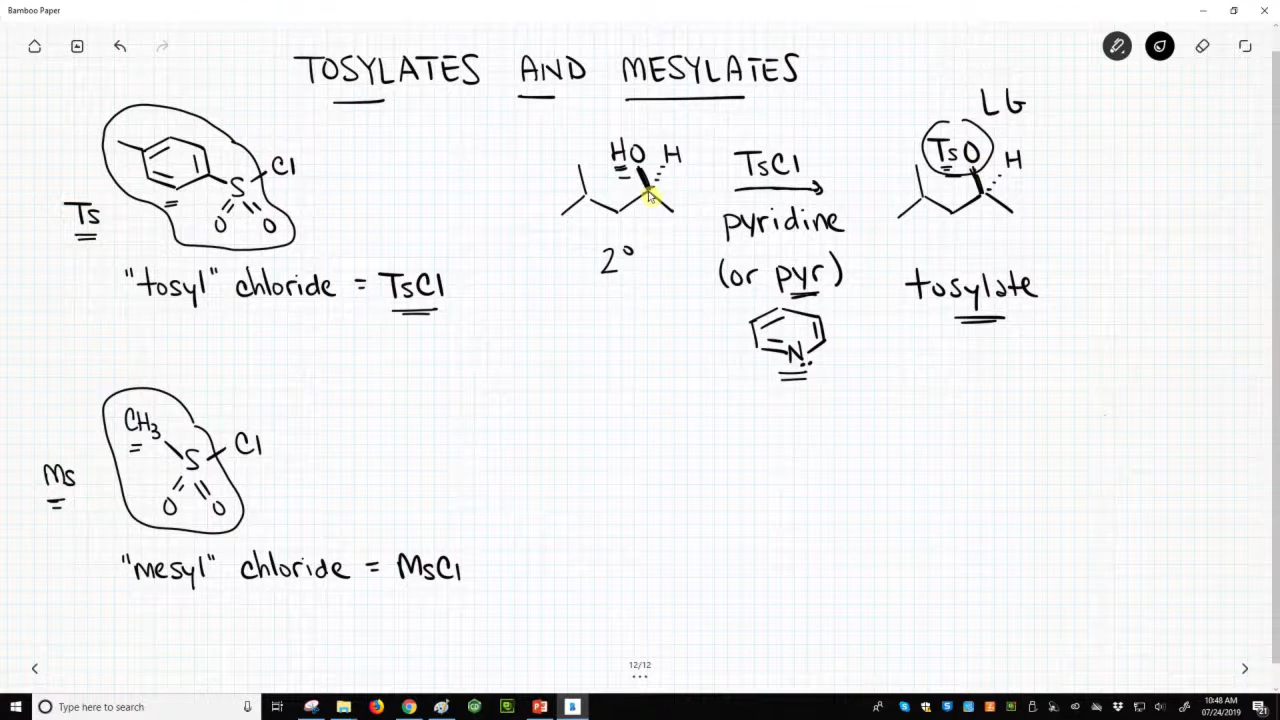 Bamboo Paper
TOSYLATES AND MESYLATES
LG
HO H
TsCl
TsO H
Cl
S
O O
Ts
pyridine
2°
(or pyr)
"tosyl" chloride = TsCl
tosylate
N
CH3
Cl
S
Ms
O O
"mesyl" chloride = MsCl
12/12
Type here to search
10:48 AM
07/24/2019
21